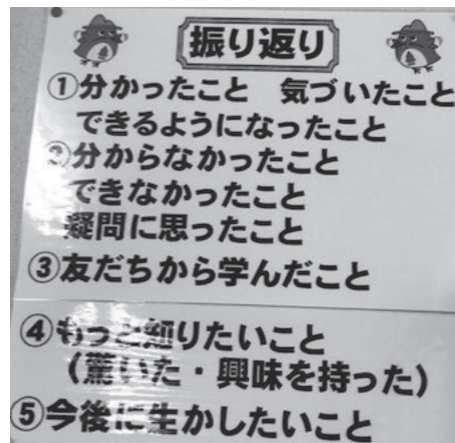 振り返り
①分かったこと 気づいたこと
できるようになったこと
②分からなかったこと
できなかったこと
疑問に思ったこと
③友だちから学んだこと
④もっと知りたいこと
(驚いた・興味を持った)
⑤今後に生かしたいこと